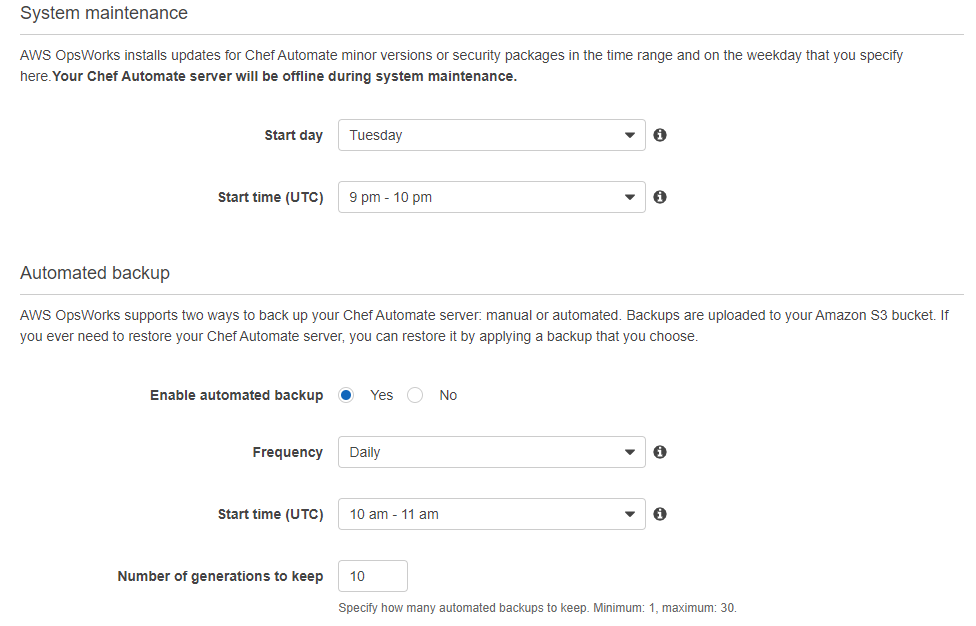 System maintenance
AWS OpsWorks installs updates for Chef Automate minor versions or security packages in the time range and on the weekday that you specify
here.Your Chef Automate server will be offline during system maintenance.
Start day Tuesday
Start time (UTC) 9 pm - 10 pm
Automated backup
AWS OpsWorks supports two ways to back up your Chef Automate server: manual or automated. Backups are uploaded to your Amazon S3 bucket. If
you ever need to restore your Chef Automate server, you can restore it by applying a backup that you choose.
Enable automated backup Yes No
Frequency Daily
Start time (UTC) 10 am - 11 am
Number of generations to keep 10
Specify how many automated backups to keep. Minimum: 1, maximum: 30.